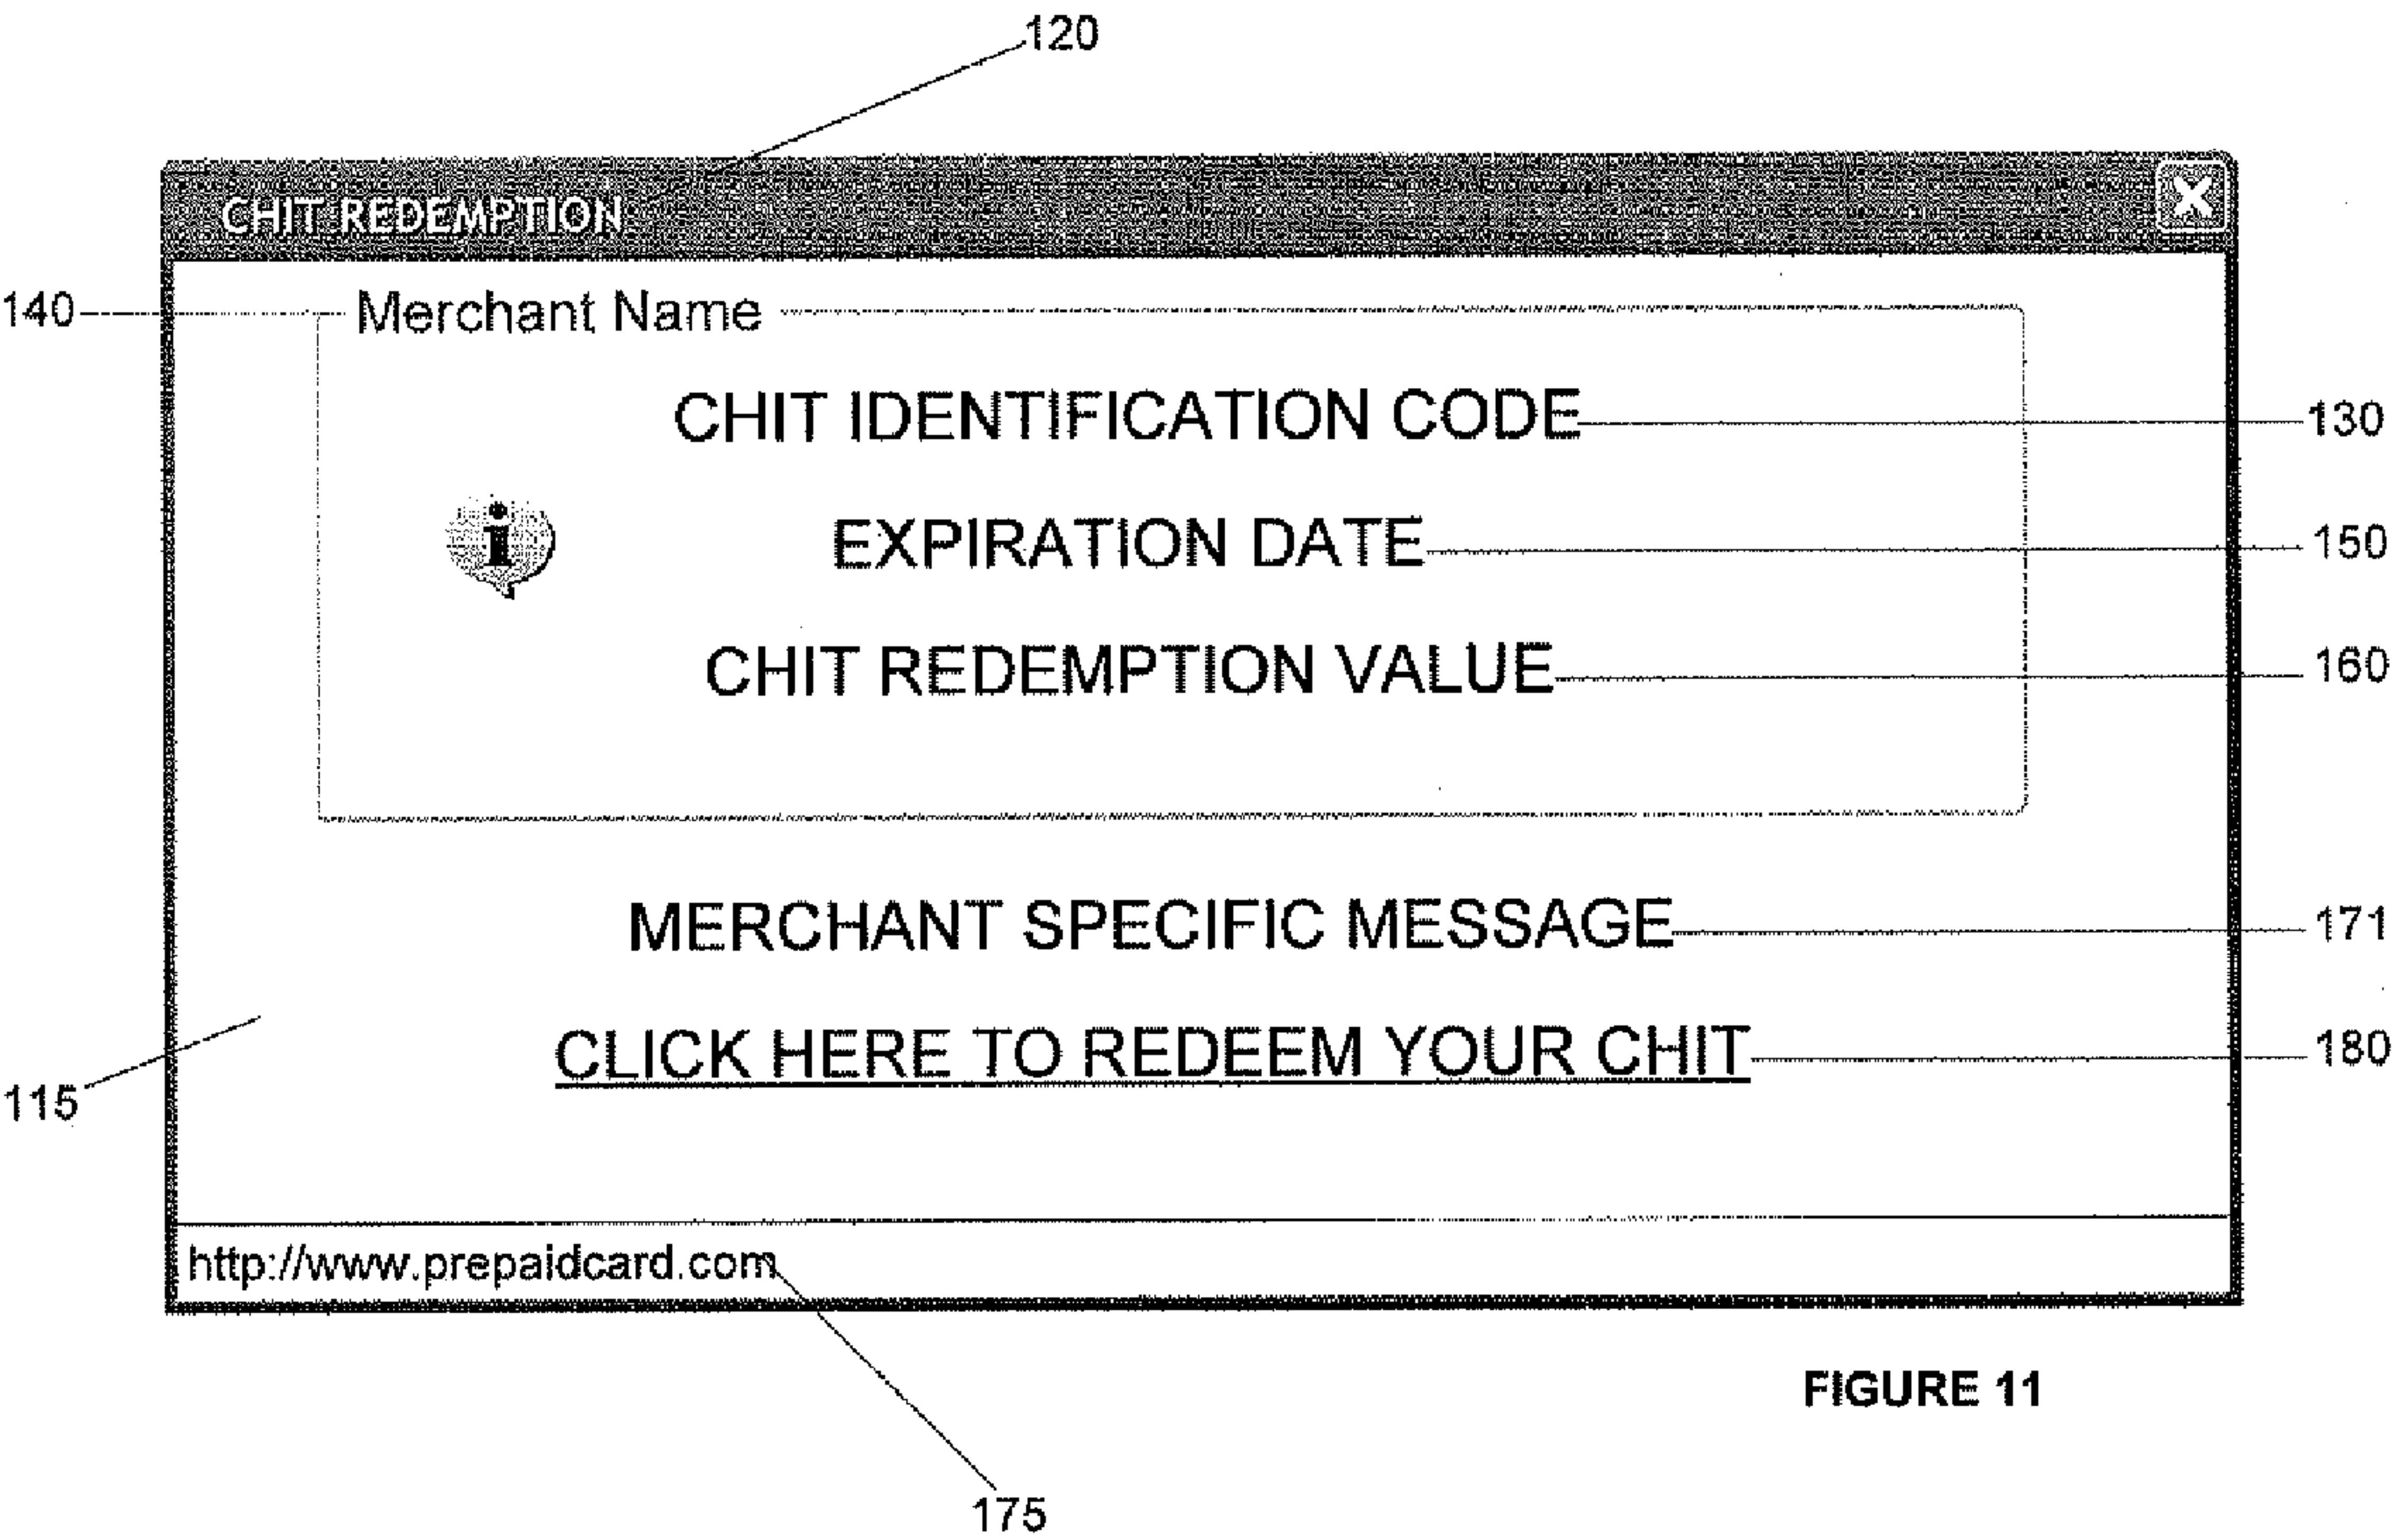 120
CHIT REDEMPTION
140 Merchant Name
CHIT IDENTIFICATION CODE 130
i
EXPIRATION DATE 150
CHIT REDEMPTION VALUE 160
MERCHANT SPECIFIC MESSAGE 171
CLICK HERE TO REDEEM YOUR CHIT 180
115
http://www.prepaidcard.com
FIGURE 11
175